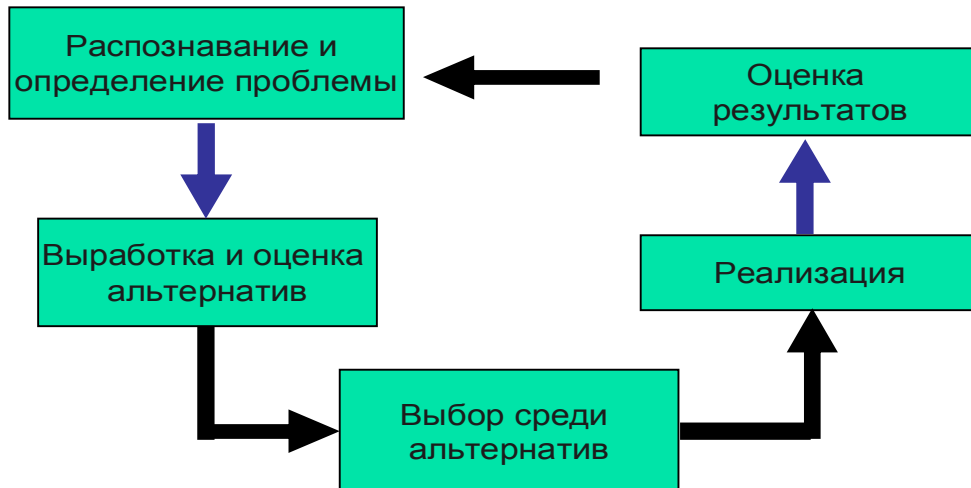 Распознавание и
определение проблемы
Выработка и оценка
альтернатив
Выбор среди
альтернатив
Реализация
Оценка
результатов